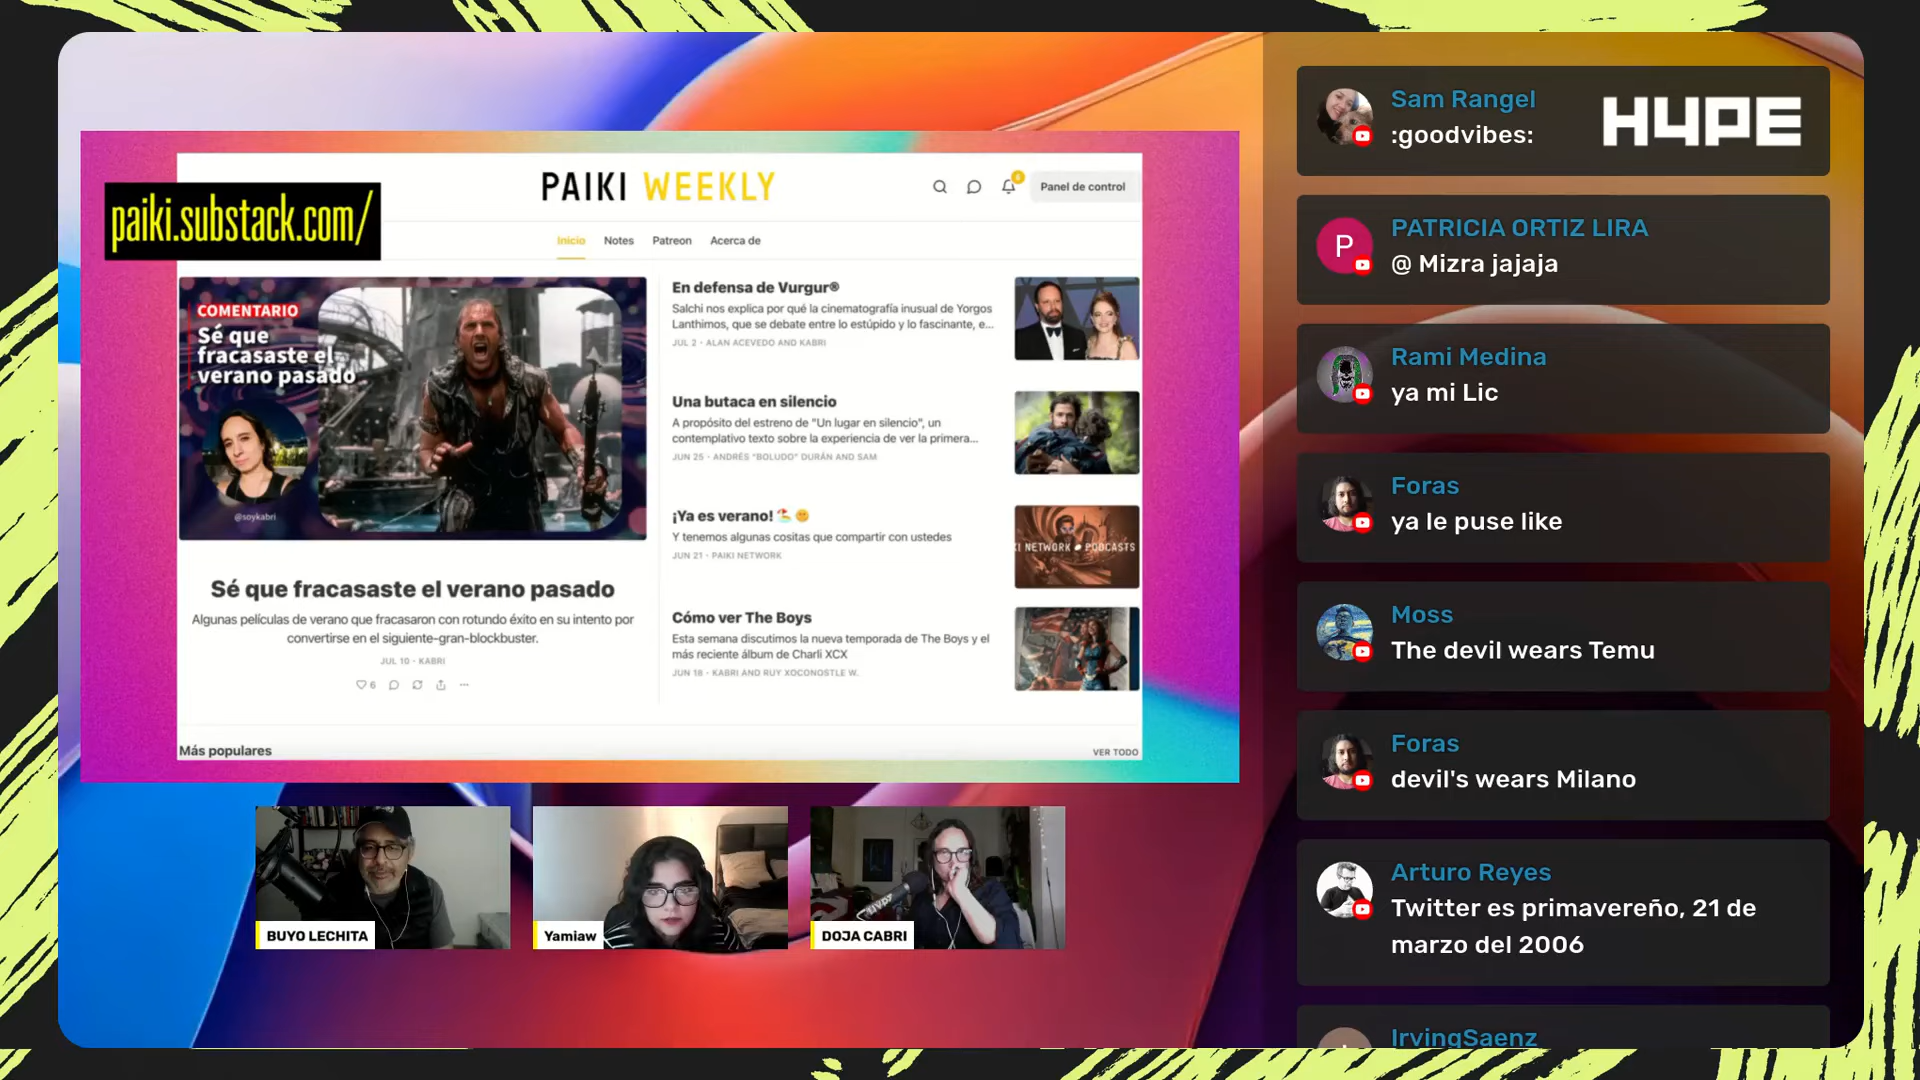 paiki.substack.com/
PAIKI WEEKLY
Panel de control
Inicio
Notes
Patreon
Acerca de
COMENTARIO
Sé que
fracasaste el
verano pasado
@soykabri
Sé que fracasaste el verano pasado
Algunas películas de verano que fracasaron con rotundo éxito en su intento por
convertirse en el siguiente-gran-blockbuster.
JUL 10 • KABRI
6
En defensa de Vurgur®
Salchi nos explica por qué la cinematografía inusual de Yorgos
Lanthimos, que se debate entre lo estúpido y lo fascinante, e...
JUL 2 • ALAN ACEVEDO AND KABRI
Una butaca en silencio
A propósito del estreno de "Un lugar en silencio", un
contemplativo texto sobre la experiencia de ver la primera...
JUN 25 • ANDRÉS "BOLUDO" DURÁN AND SAM
¡Ya es verano! 🏖️🌞
Y tenemos algunas cositas que compartir con ustedes
JUN 21 • PAIKI NETWORK
KI NETWORK • PODCASTS
Cómo ver The Boys
Esta semana discutimos la nueva temporada de The Boys y el
más reciente álbum de Charli XCX
JUN 18 • KABRI AND RUY XOCONOSTLE W.
Más populares
VER TODO
BUYO LECHITA
Yamiaw
DOJA CABRI
Sam Rangel
:goodvibes:
H4PE
P
PATRICIA ORTIZ LIRA
@ Mizra jajaja
Rami Medina
ya mi Lic
Foras
ya le puse like
Moss
The devil wears Temu
Foras
devil's wears Milano
Arturo Reyes
Twitter es primavereño, 21 de
marzo del 2006
IrvingSaenz